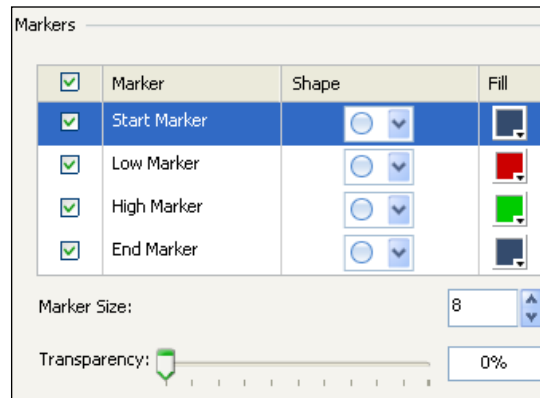 Markers
Marker Shape Fill
Start Marker
Low Marker
High Marker
End Marker
Marker Size: 8
Transparency: 0%